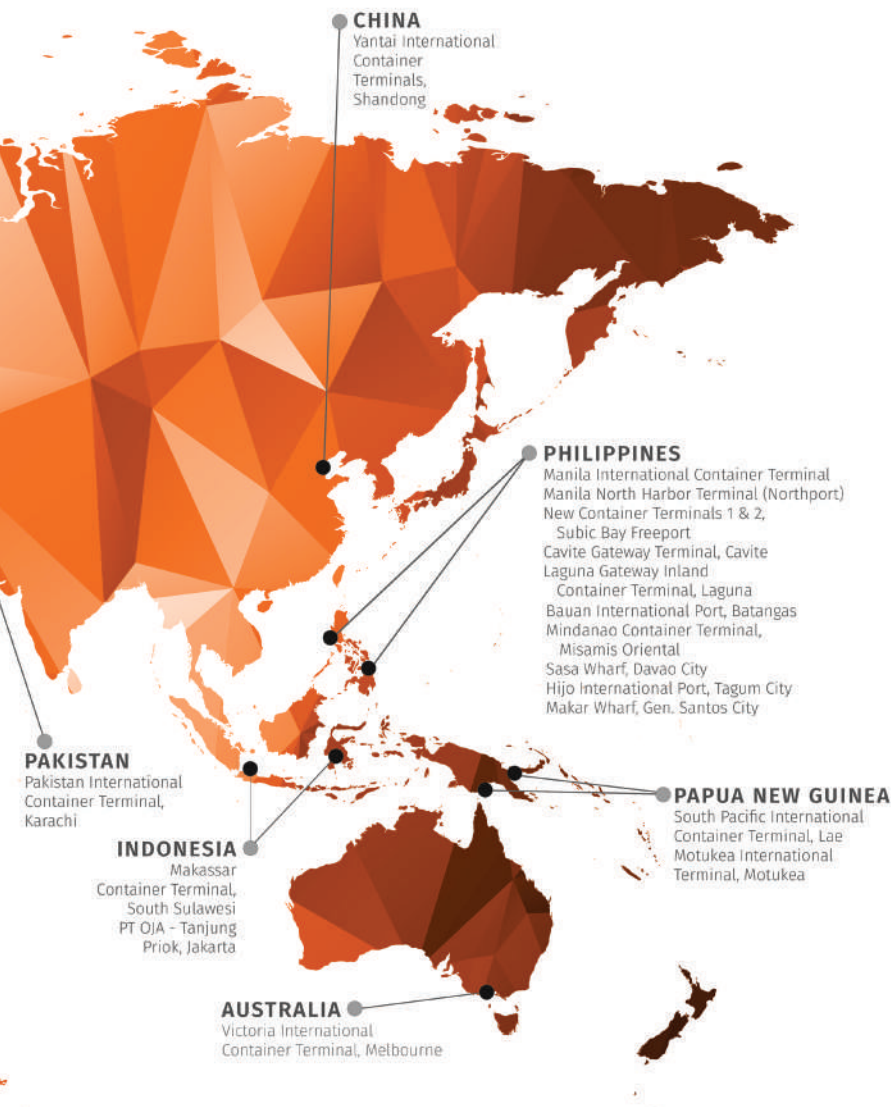 CHINA
Yantai International
Container
Terminals,
Shandong
PHILIPPINES
Manila International Container Terminal
Manila North Harbor Terminal (Northport)
New Container Terminals 1 & 2,
Subic Bay Freeport
Cavite Gateway Terminal, Cavite
Laguna Gateway Inland
Container Terminal, Laguna
Bauan International Port, Batangas
Mindanao Container Terminal,
Misamis Oriental
Sasa Wharf, Davao City
Hijo International Port, Tagum City
Makar Wharf, Gen. Santos City
PAKISTAN
Pakistan International
Container Terminal,
Karachi
PAPUA NEW GUINEA
South Pacific International
Container Terminal, Lae
Motukea International
Terminal, Motukea
INDONESIA
Makassar
Container Terminal,
South Sulawesi
PT OJA - Tanjung
Priok, Jakarta
AUSTRALIA
Victoria International
Container Terminal, Melbourne